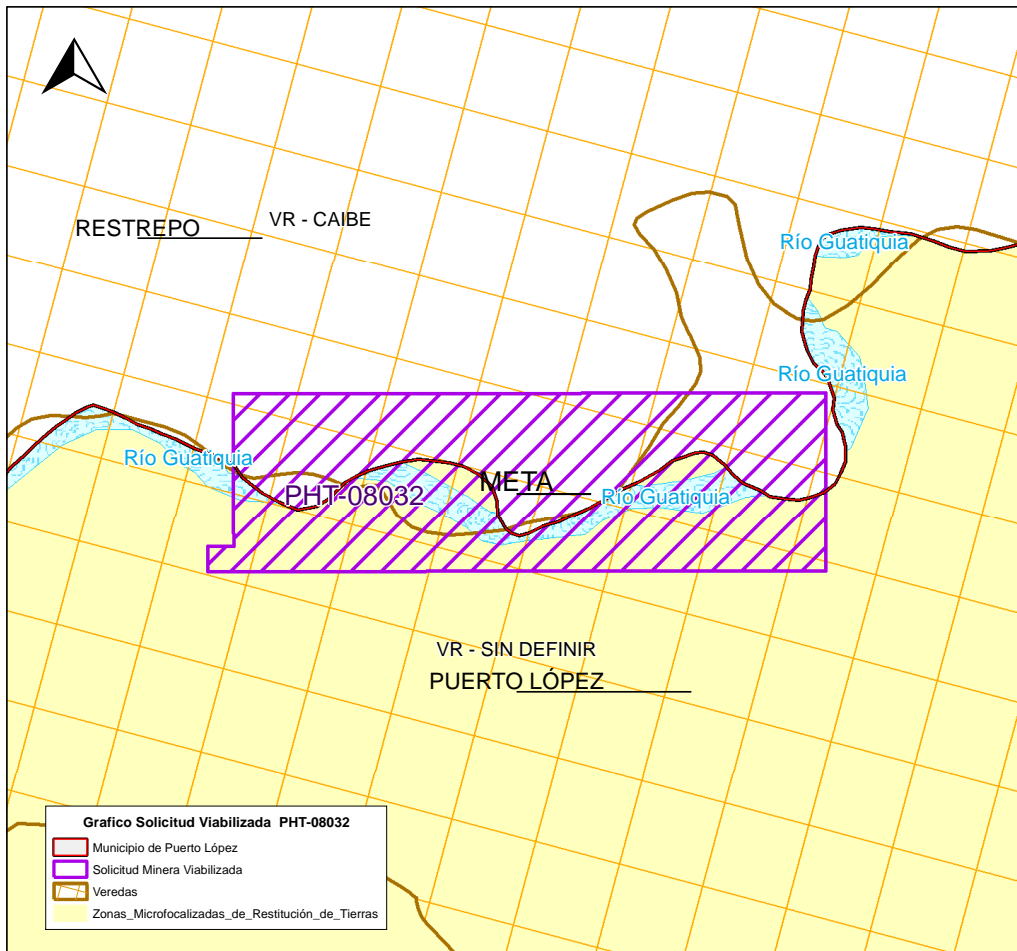 RESTREPO
VR - CAIBE
Río Guatiquia
Río Guatiquia
Río Guatiquia
PHT-08032
META
Río Guatiquia
VR - SIN DEFINIR
PUERTO LÓPEZ
Grafico Solicitud Viabilizada PHT-08032
Municipio de Puerto López
Solicitud Minera Viabilizada
Veredas
Zonas_Microfocalizadas_de_Restitución_de_Tierras